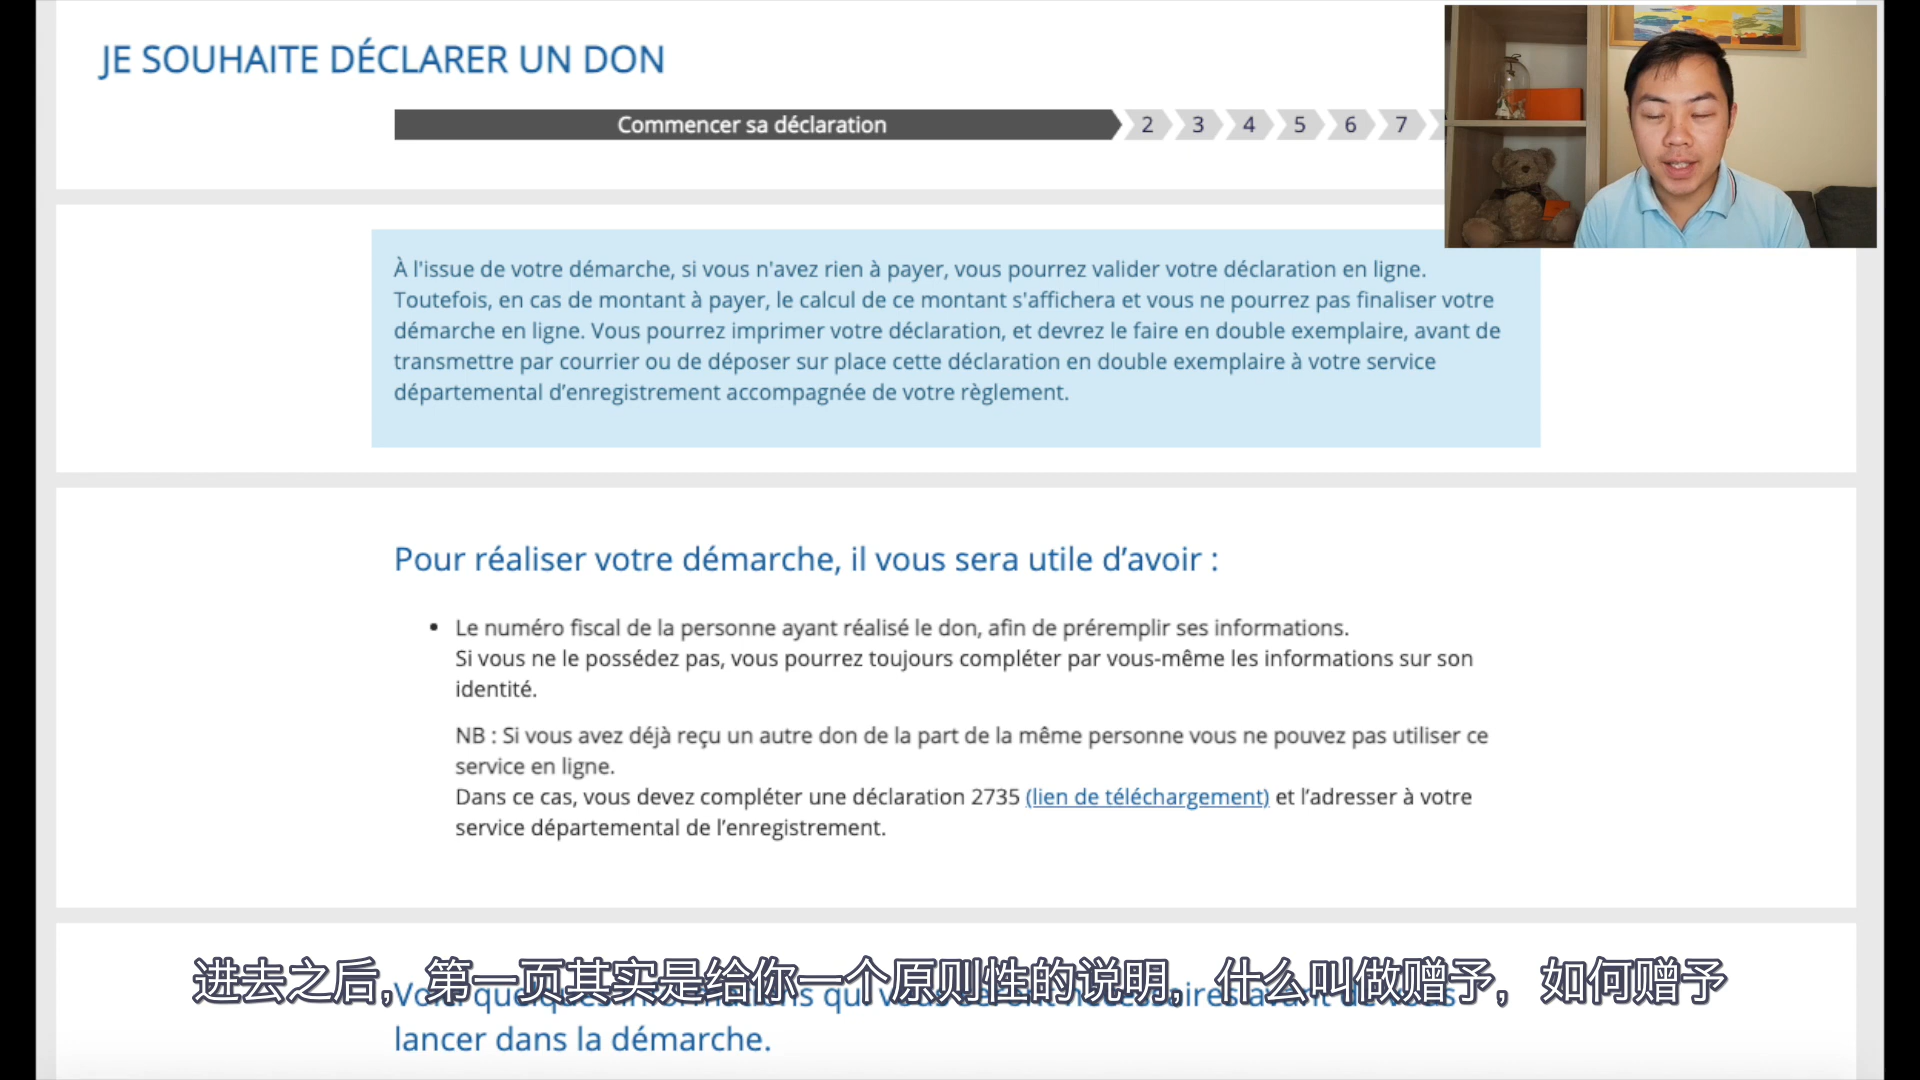 JE SOUHAITE DÉCLARER UN DON
Commencer sa déclaration 2 3 4 5 6 7
À l'issue de votre démarche, si vous n'avez rien à payer, vous pourrez valider votre déclaration en ligne.
Toutefois, en cas de montant à payer, le calcul de ce montant s'affichera et vous ne pourrez pas finaliser votre
démarche en ligne. Vous pourrez imprimer votre déclaration, et devrez le faire en double exemplaire, avant de
transmettre par courrier ou de déposer sur place cette déclaration en double exemplaire à votre service
départemental d’enregistrement accompagnée de votre règlement.
Pour réaliser votre démarche, il vous sera utile d’avoir :
• Le numéro fiscal de la personne ayant réalisé le don, afin de préremplir ses informations.
Si vous ne le possédez pas, vous pourrez toujours compléter par vous-même les informations sur son
identité.
NB : Si vous avez déjà reçu un autre don de la part de la même personne vous ne pouvez pas utiliser ce
service en ligne.
Dans ce cas, vous devez compléter une déclaration 2735 (lien de téléchargement) et l’adresser à votre
service départemental de l’enregistrement.
进去之后，第一页其实是给你一个原则性的说明，什么叫做赠予，如何赠予
lancer dans la démarche.